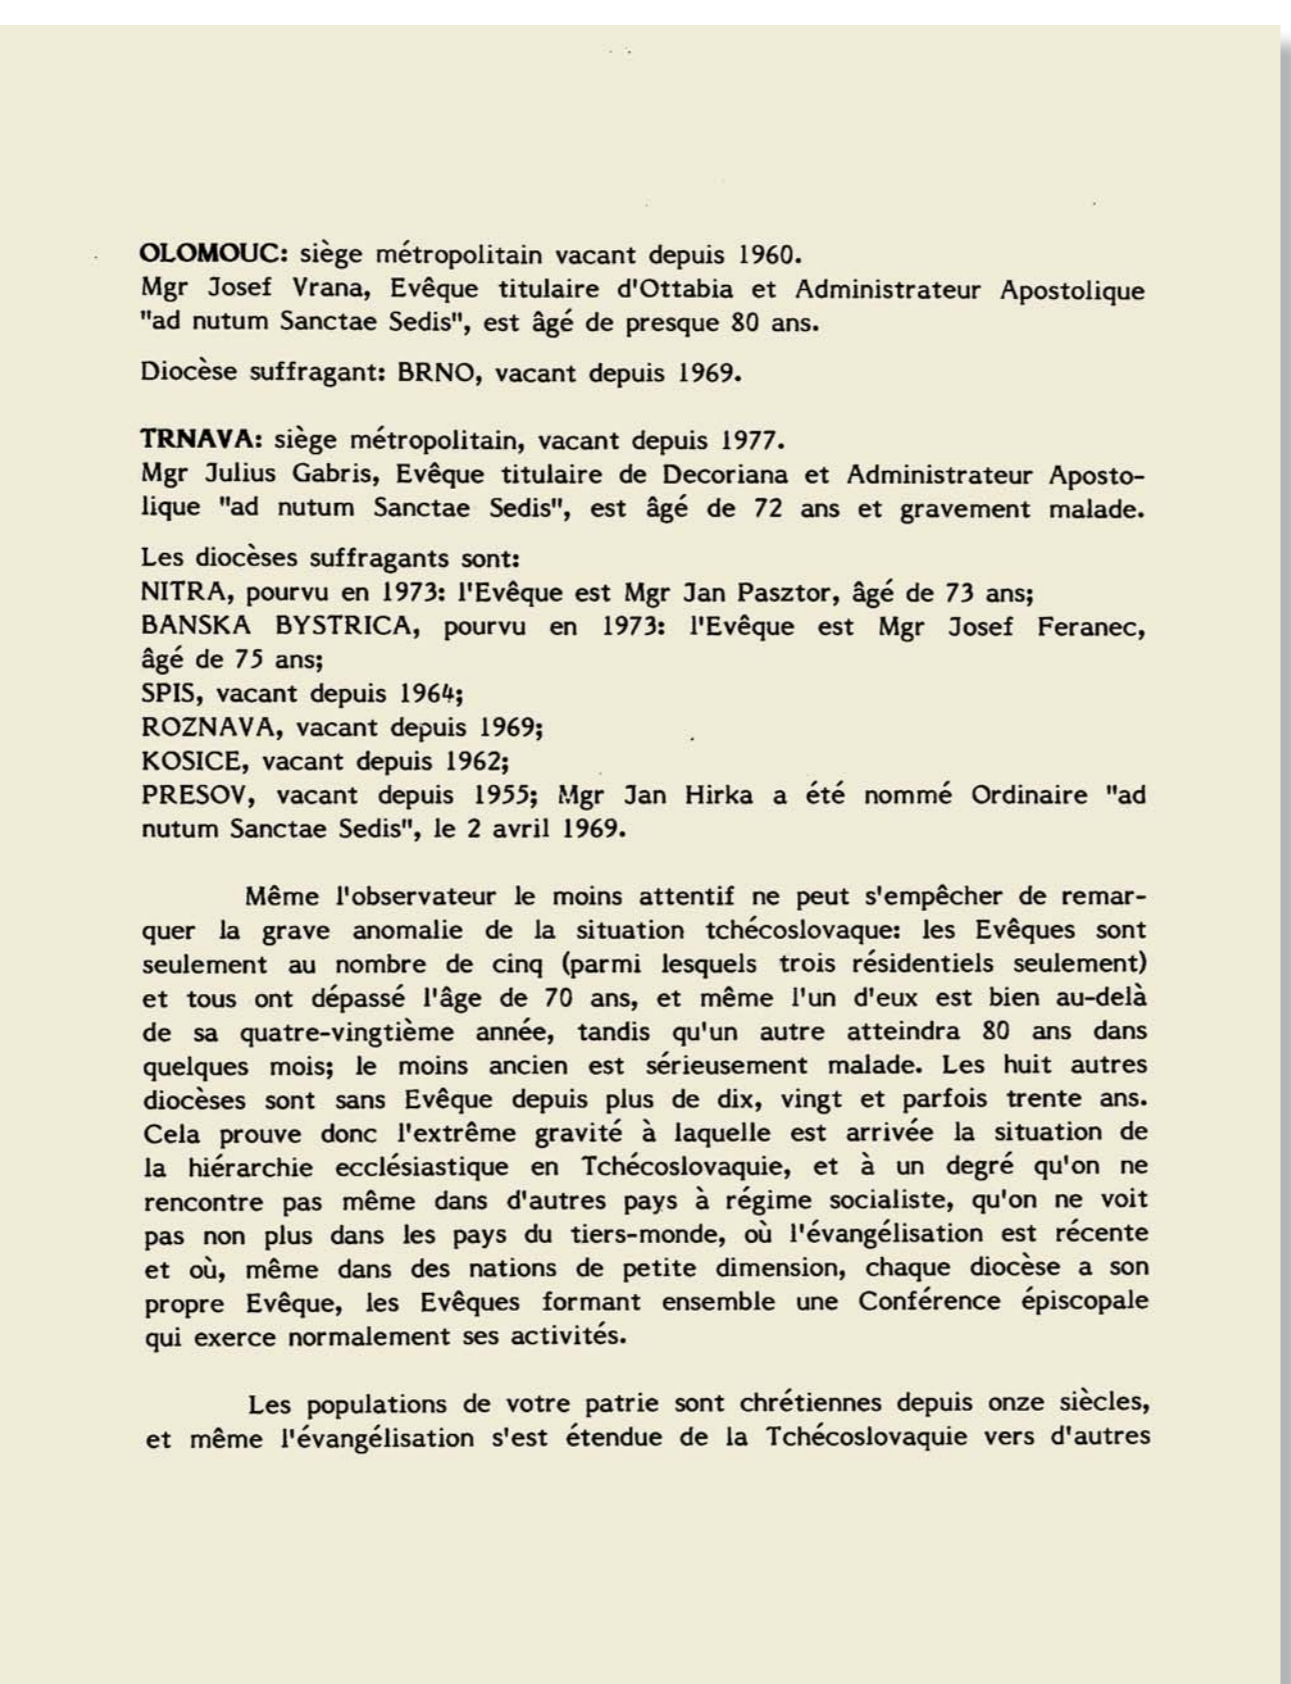 OLOMOUC: siège métropolitain vacant depuis 1960.
Mgr Josef Vrana, Evêque titulaire d'Ottabia et Administrateur Apostolique
"ad nutum Sanctae Sedis", est âgé de presque 80 ans.
Diocèse suffragant: BRNO, vacant depuis 1969.
TRNAVA: siège métropolitain, vacant depuis 1977.
Mgr Julius Gabris, Evêque titulaire de Decoriana et Administrateur Aposto-
lique "ad nutum Sanctae Sedis", est âgé de 72 ans et gravement malade.
Les diocèses suffragants sont:
NITRA, pourvu en 1973: l'Evêque est Mgr Jan Pasztor, âgé de 73 ans;
BANSKA BYSTRICA, pourvu en 1973: l'Evêque est Mgr Josef Feranec,
âgé de 75 ans;
SPIS, vacant depuis 1964;
ROZNAVA, vacant depuis 1969;
KOSICE, vacant depuis 1962;
PRESOV, vacant depuis 1955; Mgr Jan Hirka a été nommé Ordinaire "ad
nutum Sanctae Sedis", le 2 avril 1969.
Même l'observateur le moins attentif ne peut s'empêcher de remar-
quer la grave anomalie de la situation tchécoslovaque: les Evêques sont
seulement au nombre de cinq (parmi lesquels trois résidentiels seulement)
et tous ont dépassé l'âge de 70 ans, et même l'un d'eux est bien au-delà
de sa quatre-vingtième année, tandis qu'un autre atteindra 80 ans dans
quelques mois; le moins ancien est sérieusement malade. Les huit autres
diocèses sont sans Evêque depuis plus de dix, vingt et parfois trente ans.
Cela prouve donc l'extrême gravité à laquelle est arrivée la situation de
la hiérarchie ecclésiastique en Tchécoslovaquie, et à un degré qu'on ne
rencontre pas même dans d'autres pays à régime socialiste, qu'on ne voit
pas non plus dans les pays du tiers-monde, où l'évangélisation est récente
et où, même dans des nations de petite dimension, chaque diocèse a son
propre Evêque, les Evêques formant ensemble une Conférence épiscopale
qui exerce normalement ses activités.
Les populations de votre patrie sont chrétiennes depuis onze siècles,
et même l'évangélisation s'est étendue de la Tchécoslovaquie vers d'autres